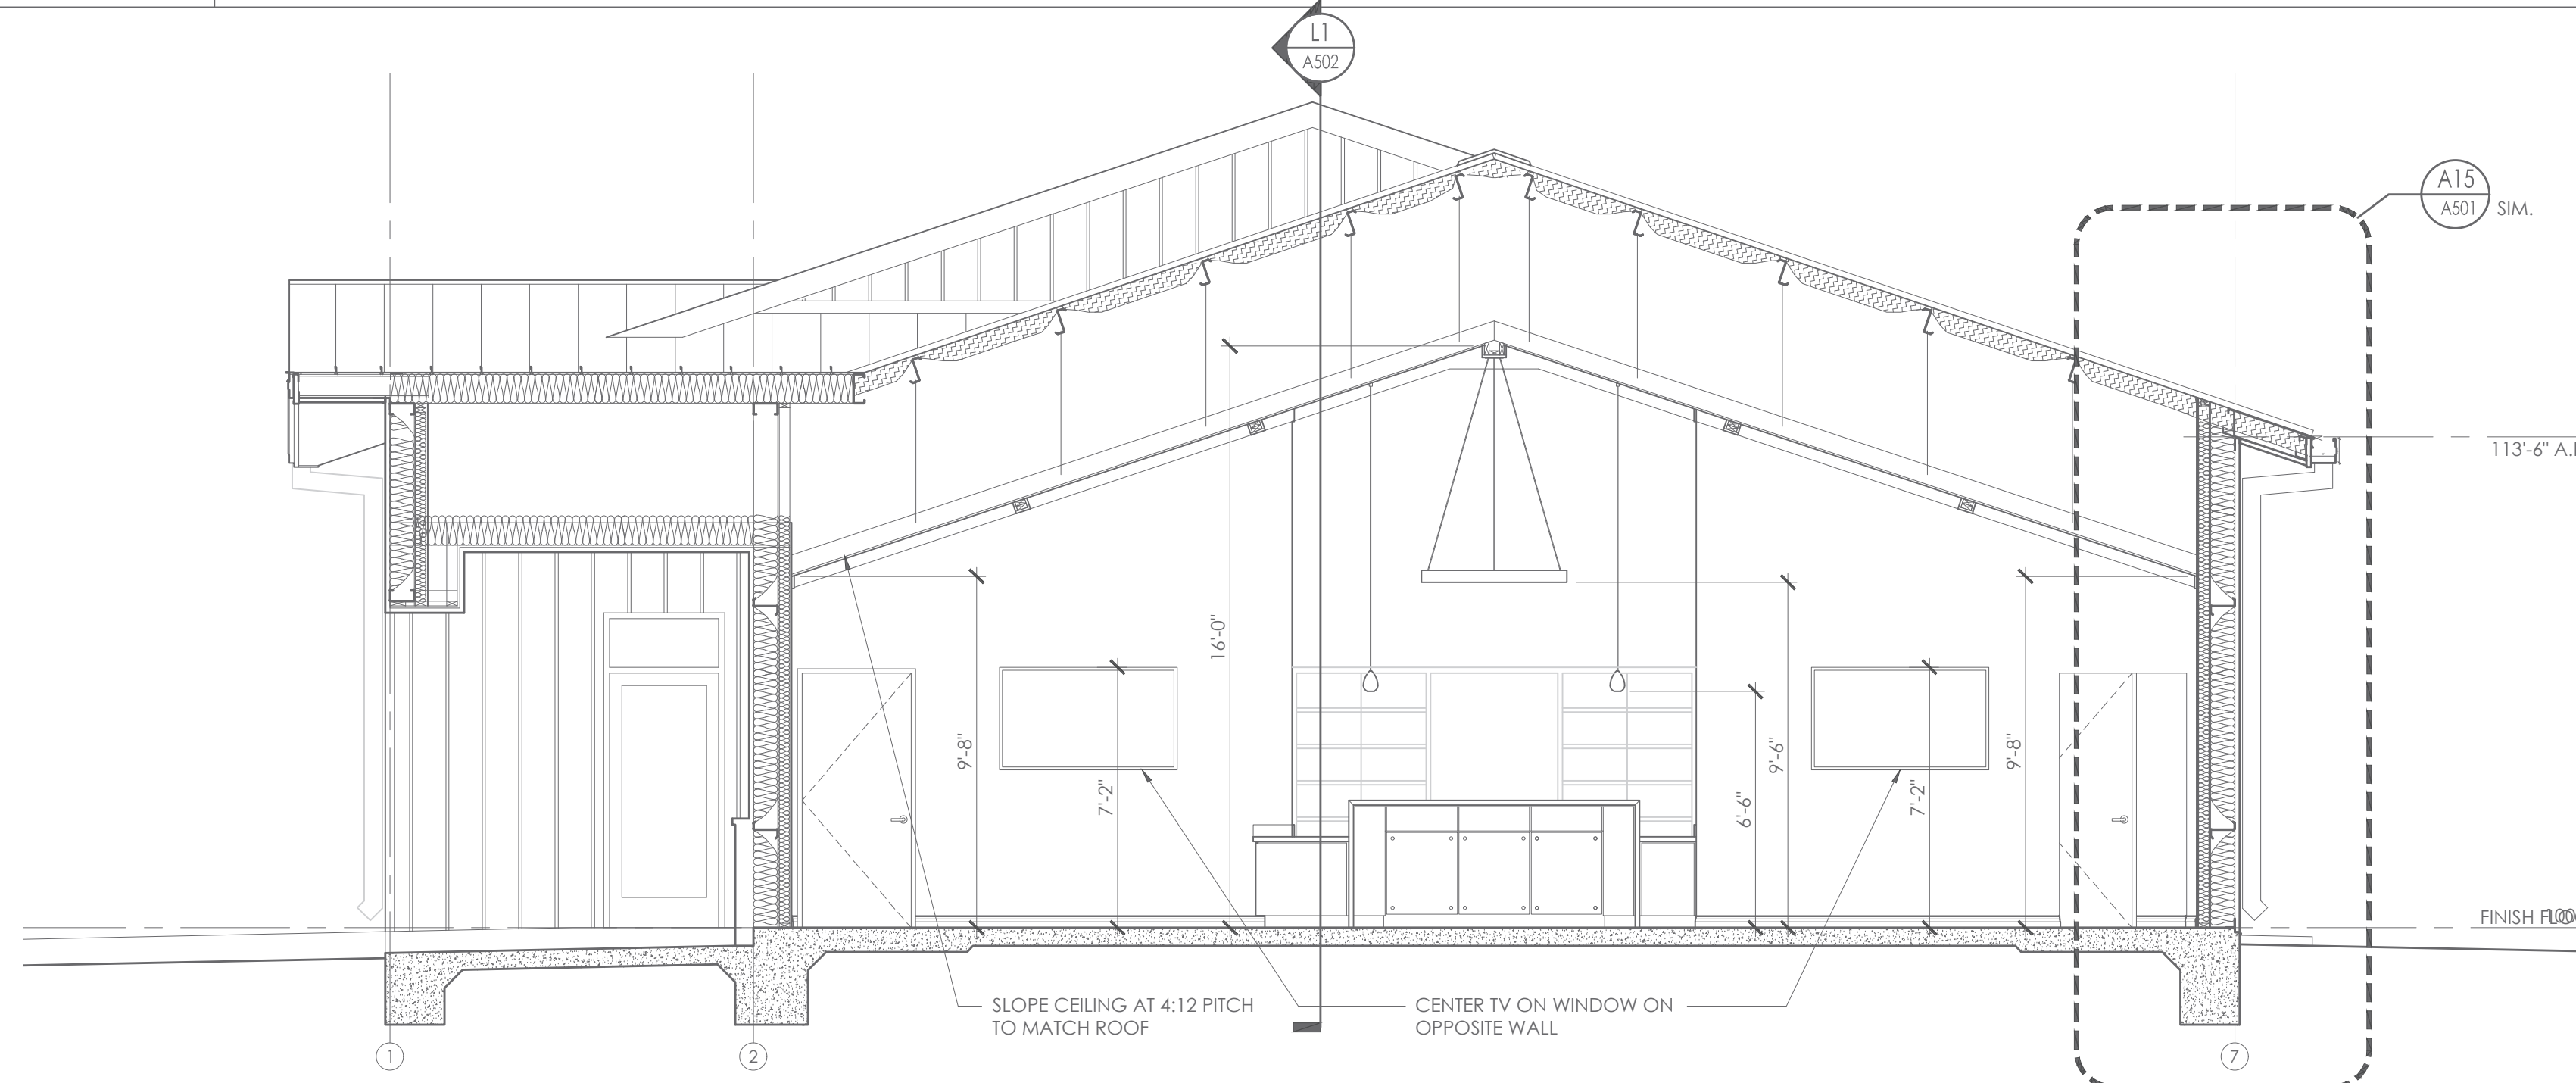 L1
A502
A15
A501
SIM.
113'-6" A.
16'-0"
9'-8"
7'-2"
6'-6"
9'-6"
7'-2"
9'-8"
FINISH
SLOPE CEILING AT 4:12 PITCH
TO MATCH ROOF
CENTER TV ON WINDOW ON
OPPOSITE WALL
1
2
7